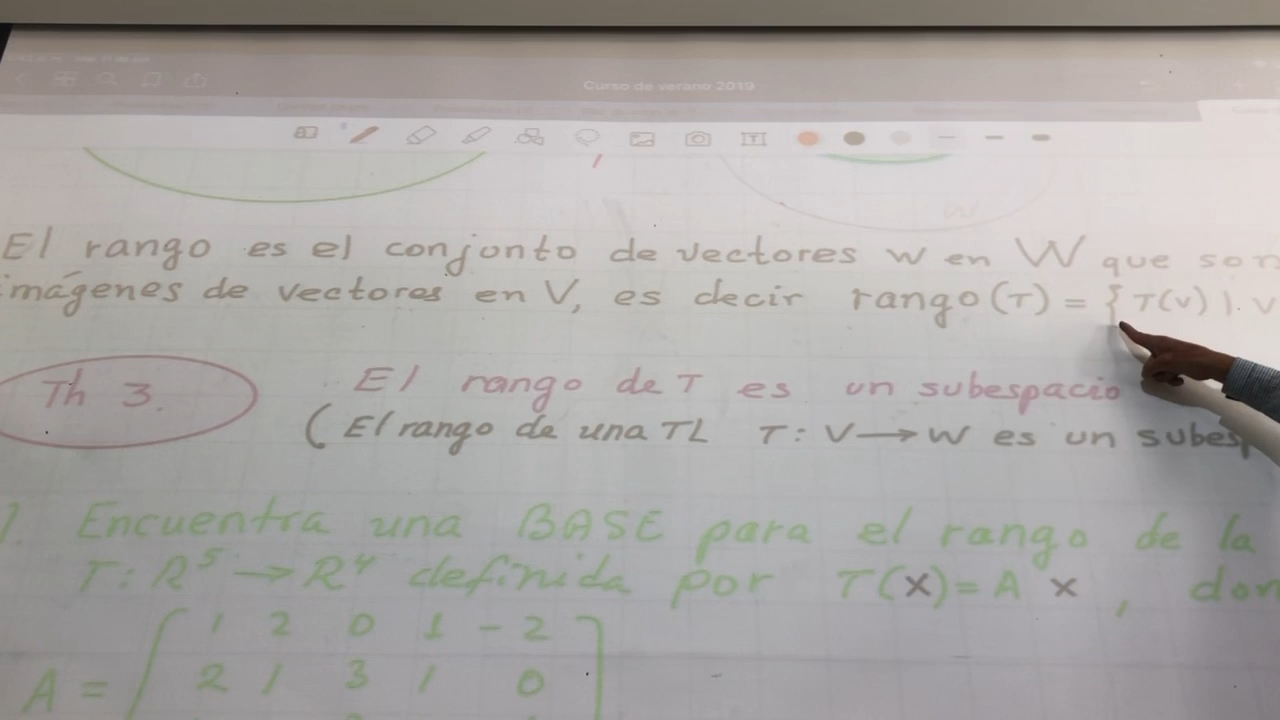 Curso de verano 2019
El rango es el conjunto de vectores w en W que son
imágenes de vectores en V, es decir rango(T) = { T(v) | v
Th 3. El rango de T es un subespacio
(El rango de una TL T: V → W es un subesp
1. Encuentra una BASE para el rango de la
T: R⁵ → R⁴ definida por T(x) = A x , don
1 2 0 1 -2
A = 2 1 3 1 0